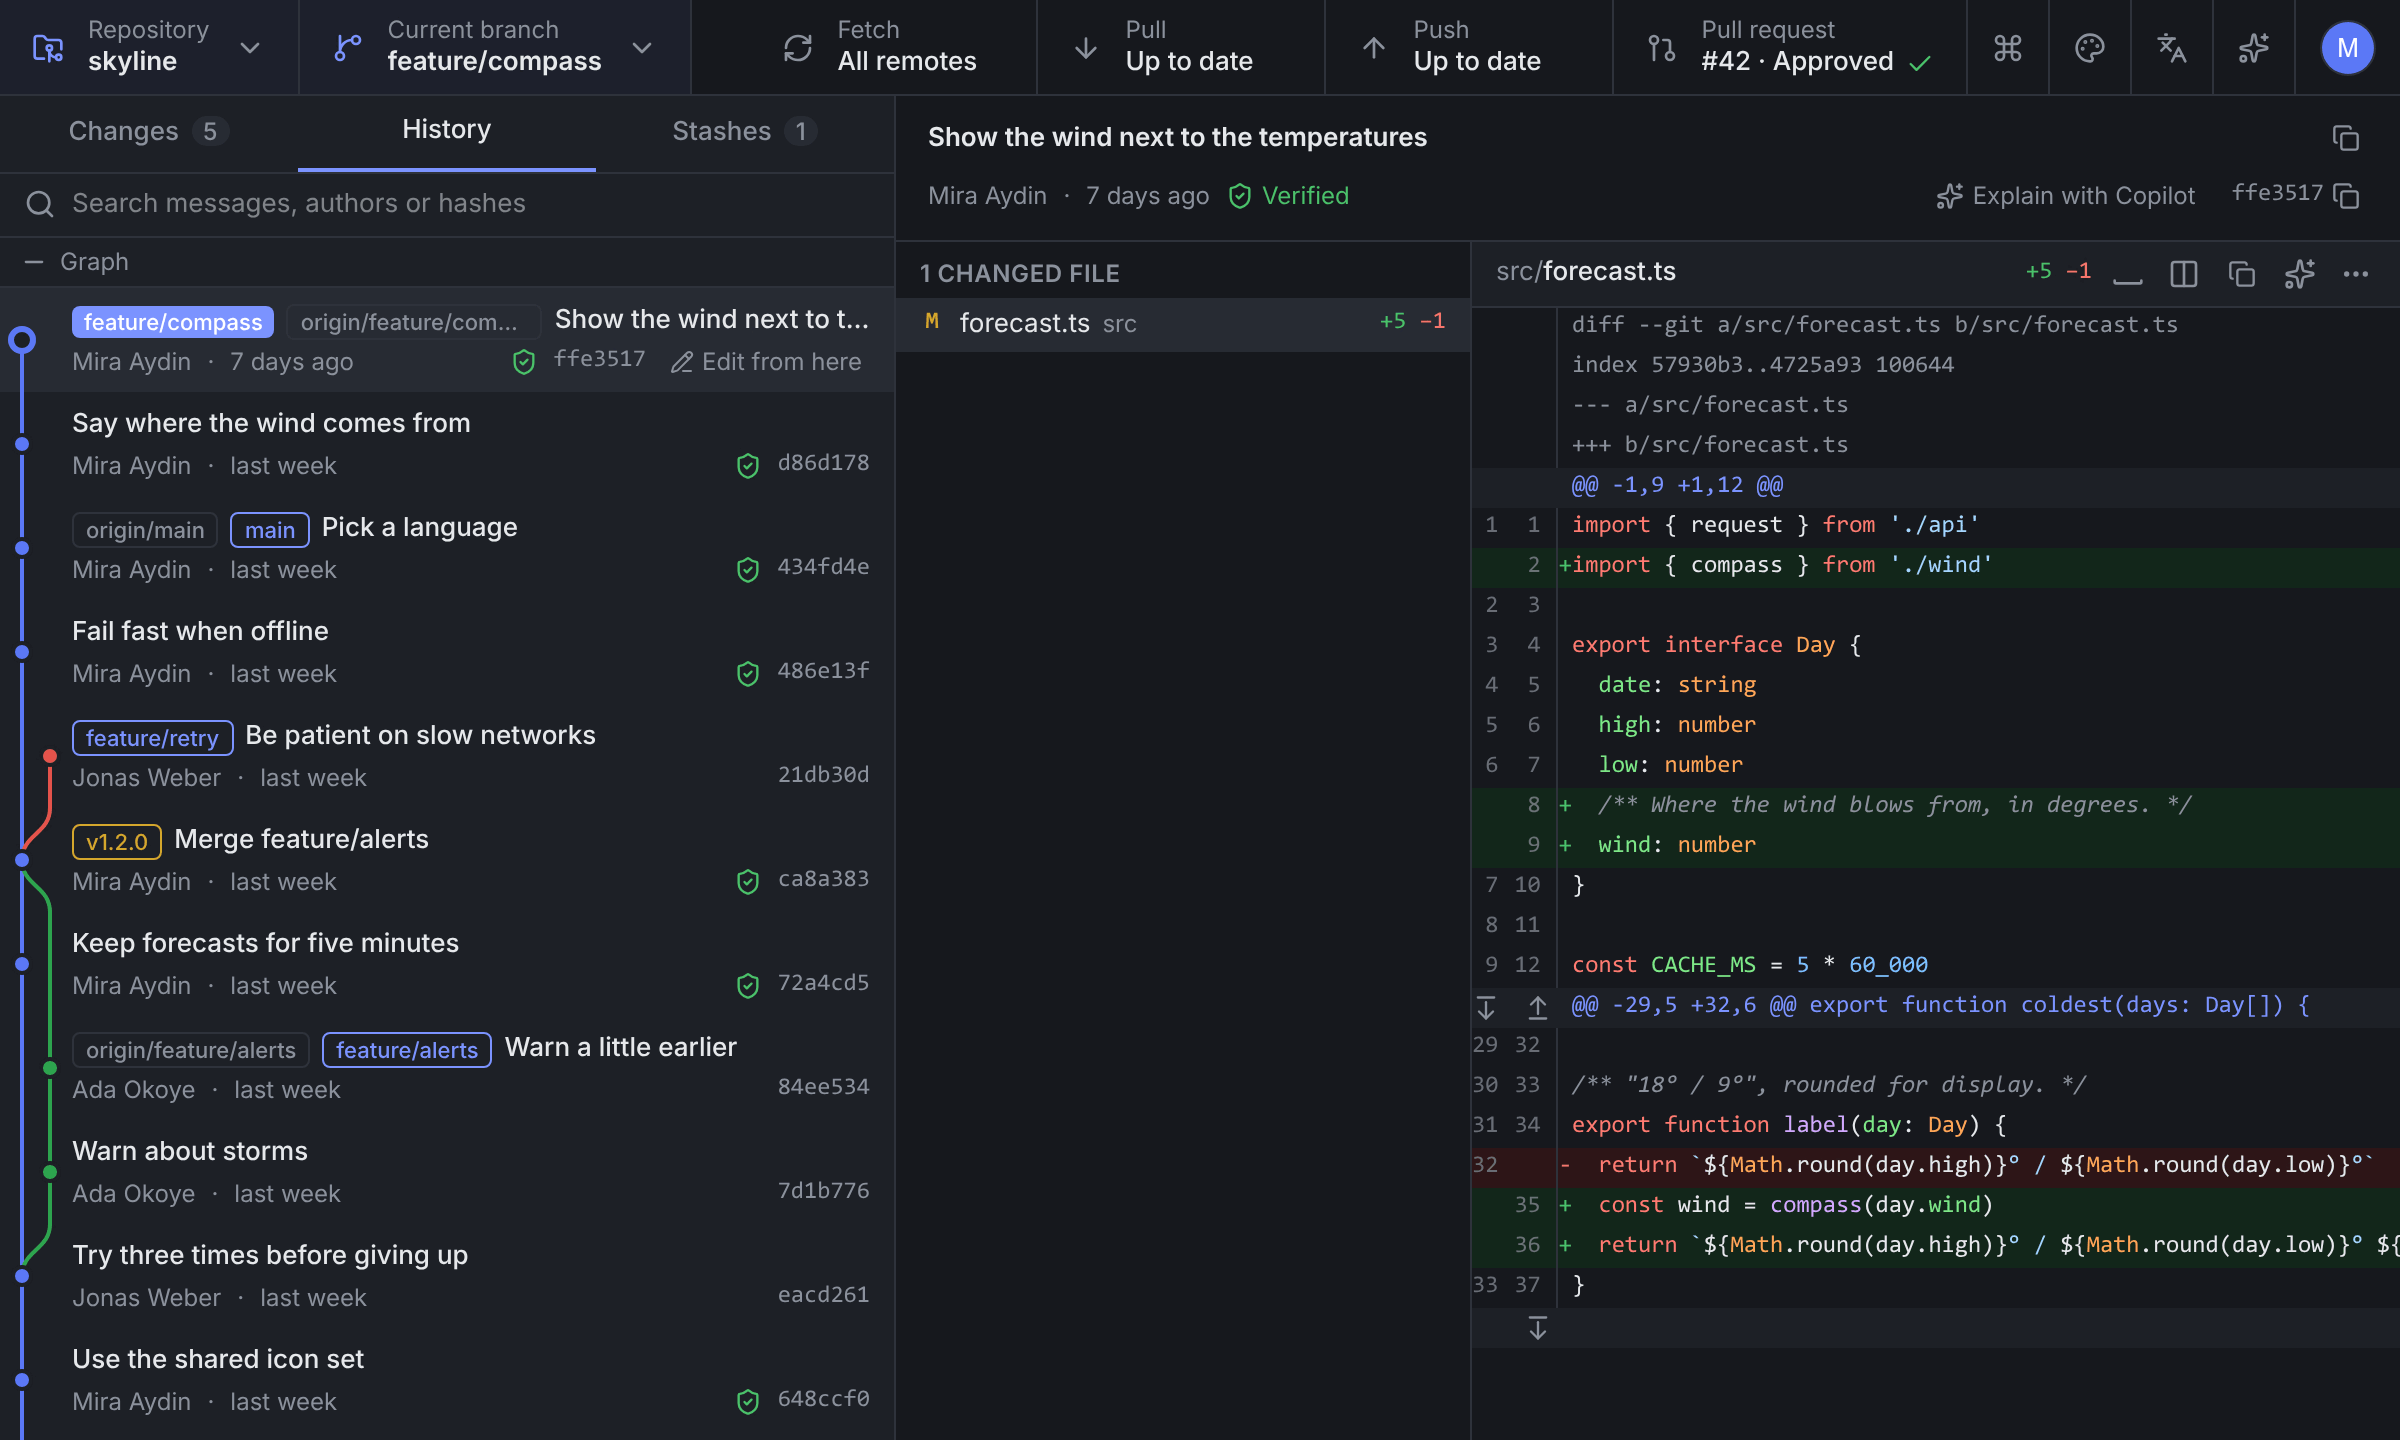 Repository
skyline
Current branch
feature/compass
Fetch
All remotes
Pull
Up to date
Push
Up to date
Pull request
#42 · Approved
M
Changes 5
History
Stashes 1
Search messages, authors or hashes
Graph
feature/compass origin/feature/com... Show the wind next to t...
Mira Aydin · 7 days ago ffe3517 Edit from here
Say where the wind comes from
Mira Aydin · last week d86d178
origin/main main Pick a language
Mira Aydin · last week 434fd4e
Fail fast when offline
Mira Aydin · last week 486e13f
feature/retry Be patient on slow networks
Jonas Weber · last week 21db30d
v1.2.0 Merge feature/alerts
Mira Aydin · last week ca8a383
Keep forecasts for five minutes
Mira Aydin · last week 72a4cd5
origin/feature/alerts feature/alerts Warn a little earlier
Ada Okoye · last week 84ee534
Warn about storms
Ada Okoye · last week 7d1b776
Try three times before giving up
Jonas Weber · last week eacd261
Use the shared icon set
Mira Aydin · last week 648ccf0
Show the wind next to the temperatures
Mira Aydin · 7 days ago Verified
Explain with Copilot ffe3517
1 CHANGED FILE
M forecast.ts src +5 −1
src/forecast.ts +5 −1
diff --git a/src/forecast.ts b/src/forecast.ts
index 57930b3..4725a93 100644
--- a/src/forecast.ts
+++ b/src/forecast.ts
@@ -1,9 +1,12 @@
1 1 import { request } from './api'
2 +import { compass } from './wind'
2 3
3 4 export interface Day {
4 5 date: string
5 6 high: number
6 7 low: number
8 + /** Where the wind blows from, in degrees. */
9 + wind: number
7 10 }
8 11
9 12 const CACHE_MS = 5 * 60_000
@@ -29,5 +32,6 @@ export function coldest(days: Day[]) {
29 32
30 33 /** "18° / 9°", rounded for display. */
31 34 export function label(day: Day) {
32 - return `${Math.round(day.high)}° / ${Math.round(day.low)}°`
35 + const wind = compass(day.wind)
36 + return `${Math.round(day.high)}° / ${Math.round(day.low)}° ${
33 37 }